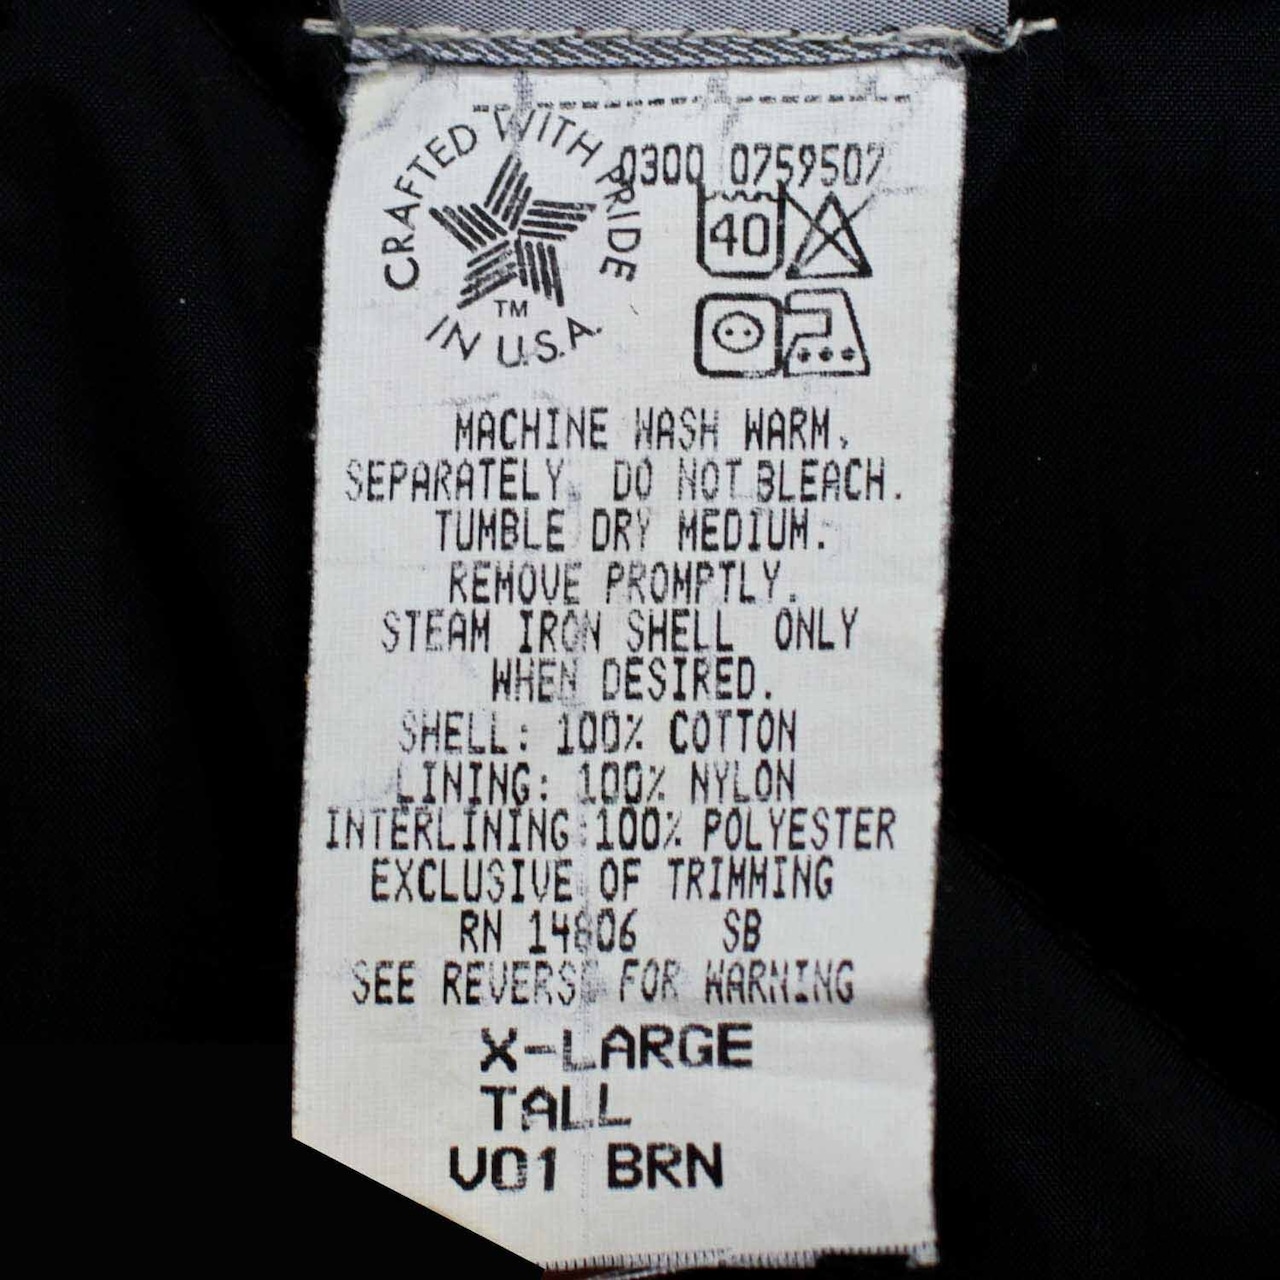 CRAFTED WITH PRIDE
TM
IN U.S.A.
0300 0759507
40
MACHINE WASH WARM,
SEPARATELY. DO NOT BLEACH.
TUMBLE DRY MEDIUM.
REMOVE PROMPTLY.
STEAM IRON SHELL ONLY
WHEN DESIRED.
SHELL: 100% COTTON
LINING: 100% NYLON
INTERLINING:100% POLYESTER
EXCLUSIVE OF TRIMMING
RN 14806 SB
SEE REVERSE FOR WARNING
X-LARGE
TALL
V01 BRN